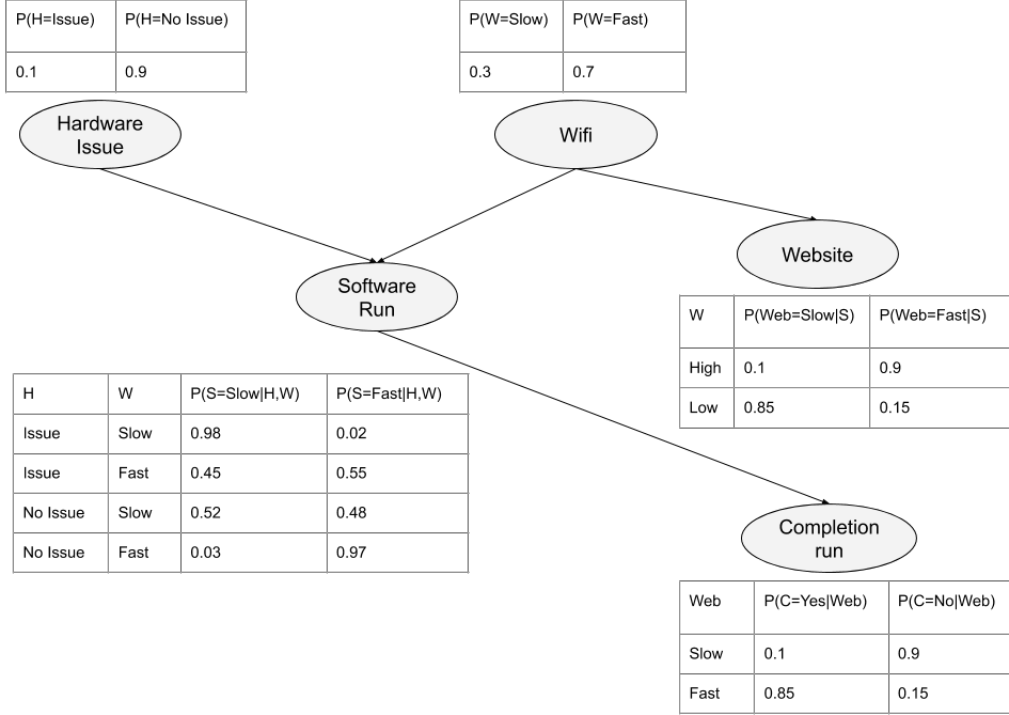 P(H=Issue) P(H=No Issue)
0.1 0.9
P(W=Slow) P(W=Fast)
0.3 0.7
Hardware
Issue
Wifi
Website
Software
Run
W P(Web=Slow|S) P(Web=Fast|S)
High 0.1 0.9
Low 0.85 0.15
H W P(S=Slow|H,W) P(S=Fast|H,W)
Issue Slow 0.98 0.02
Issue Fast 0.45 0.55
No Issue Slow 0.52 0.48
No Issue Fast 0.03 0.97
Completion
run
Web P(C=Yes|Web) P(C=No|Web)
Slow 0.1 0.9
Fast 0.85 0.15